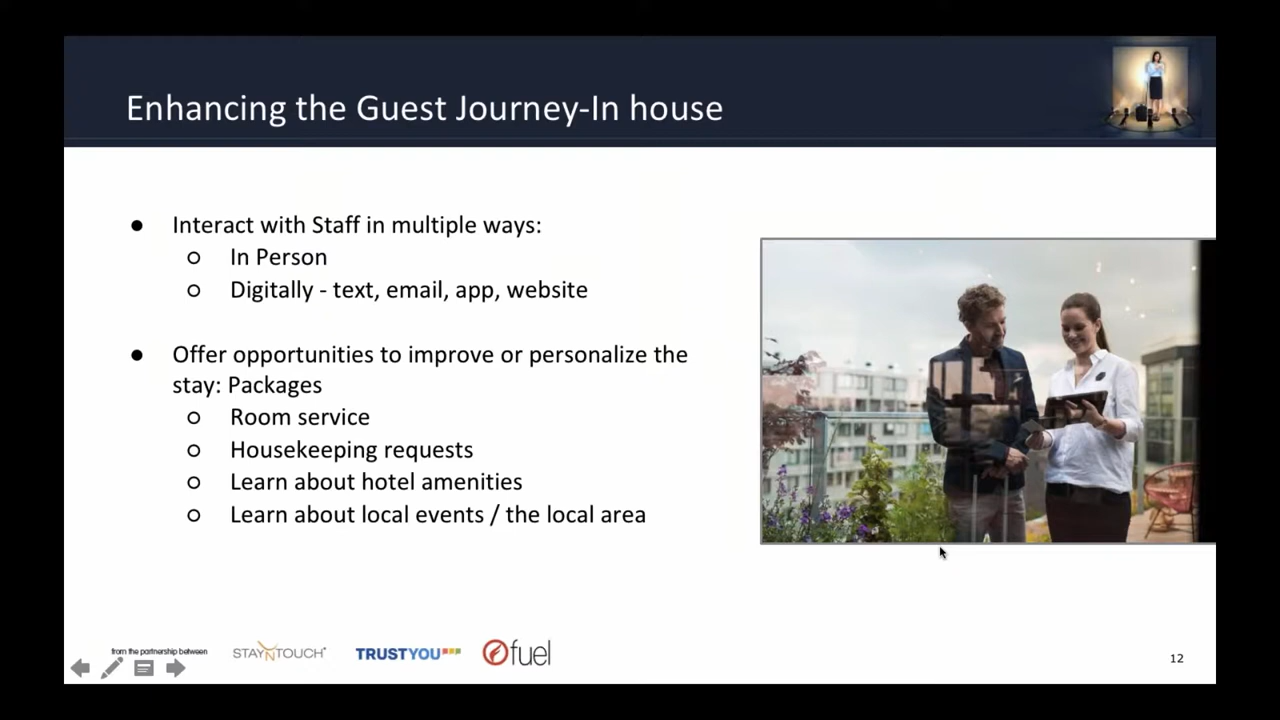 Enhancing the Guest Journey-In house
● Interact with Staff in multiple ways:
○ In Person
○ Digitally - text, email, app, website
● Offer opportunities to improve or personalize the
stay: Packages
○ Room service
○ Housekeeping requests
○ Learn about hotel amenities
○ Learn about local events / the local area
from the partnership between
STAYNTOUCH
TRUSTYOU
fuel
12